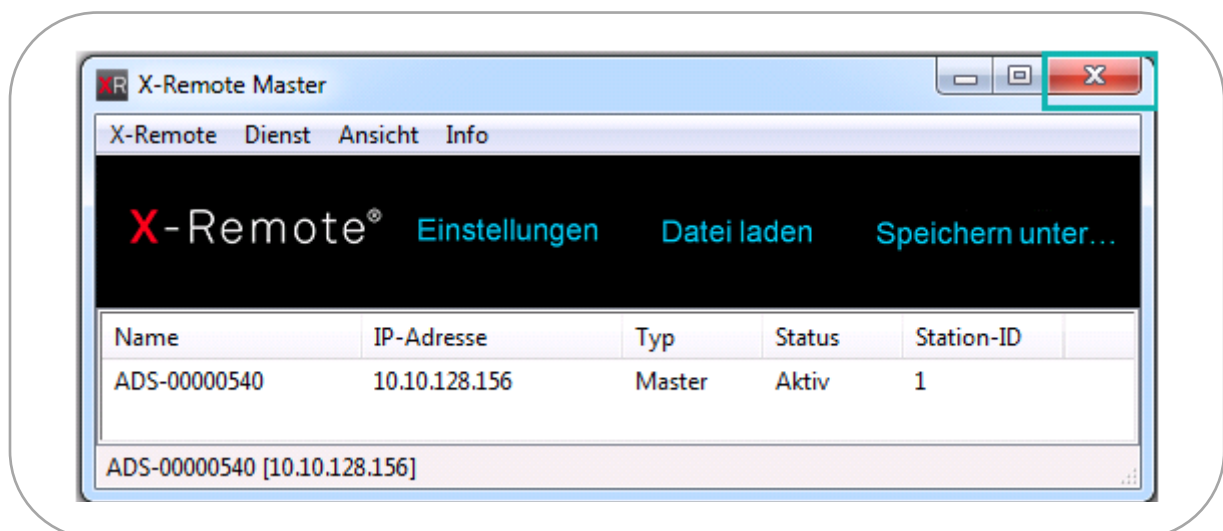 XR X-Remote Master
X-Remote Dienst Ansicht Info
X-Remote® Einstellungen Datei laden Speichern unter...
Name IP-Adresse Typ Status Station-ID
ADS-00000540 10.10.128.156 Master Aktiv 1
ADS-00000540 [10.10.128.156]